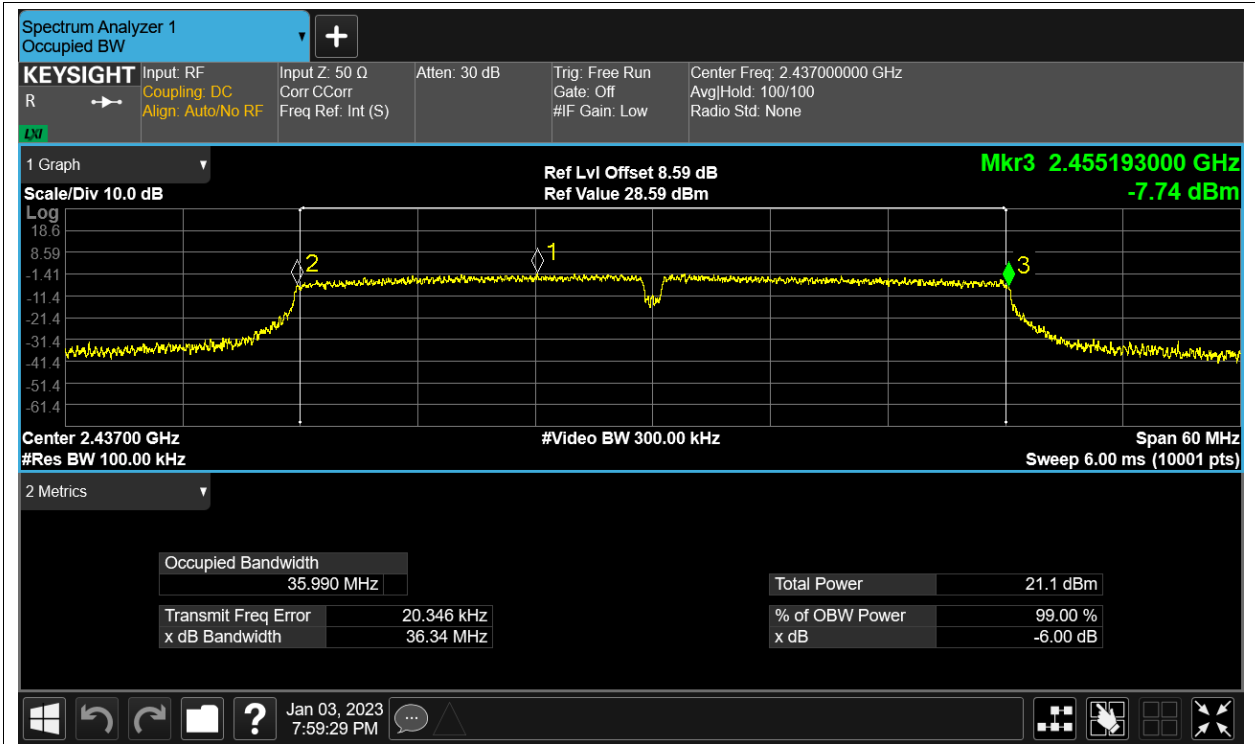 Spectrum Analyzer 1
Occupied BW
KEYSIGHT
R
LXI
Input: RF
Coupling: DC
Align: Auto/No RF
Input Z: 50 Ω
Corr CCorr
Freq Ref: Int (S)
Atten: 30 dB
Trig: Free Run
Gate: Off
#IF Gain: Low
Center Freq: 2.437000000 GHz
Avg|Hold: 100/100
Radio Std: None
1 Graph
Scale/Div 10.0 dB
Ref Lvl Offset 8.59 dB
Ref Value 28.59 dBm
Mkr3 2.455193000 GHz
-7.74 dBm
Log
18.6
8.59
-1.41
-11.4
-21.4
-31.4
-41.4
-51.4
-61.4
2
1
3
Center 2.43700 GHz
#Res BW 100.00 kHz
#Video BW 300.00 kHz
Span 60 MHz
Sweep 6.00 ms (10001 pts)
2 Metrics
Occupied Bandwidth
35.990 MHz
Transmit Freq Error 20.346 kHz
x dB Bandwidth 36.34 MHz
Total Power 21.1 dBm
% of OBW Power 99.00 %
x dB -6.00 dB
?
Jan 03, 2023
7:59:29 PM